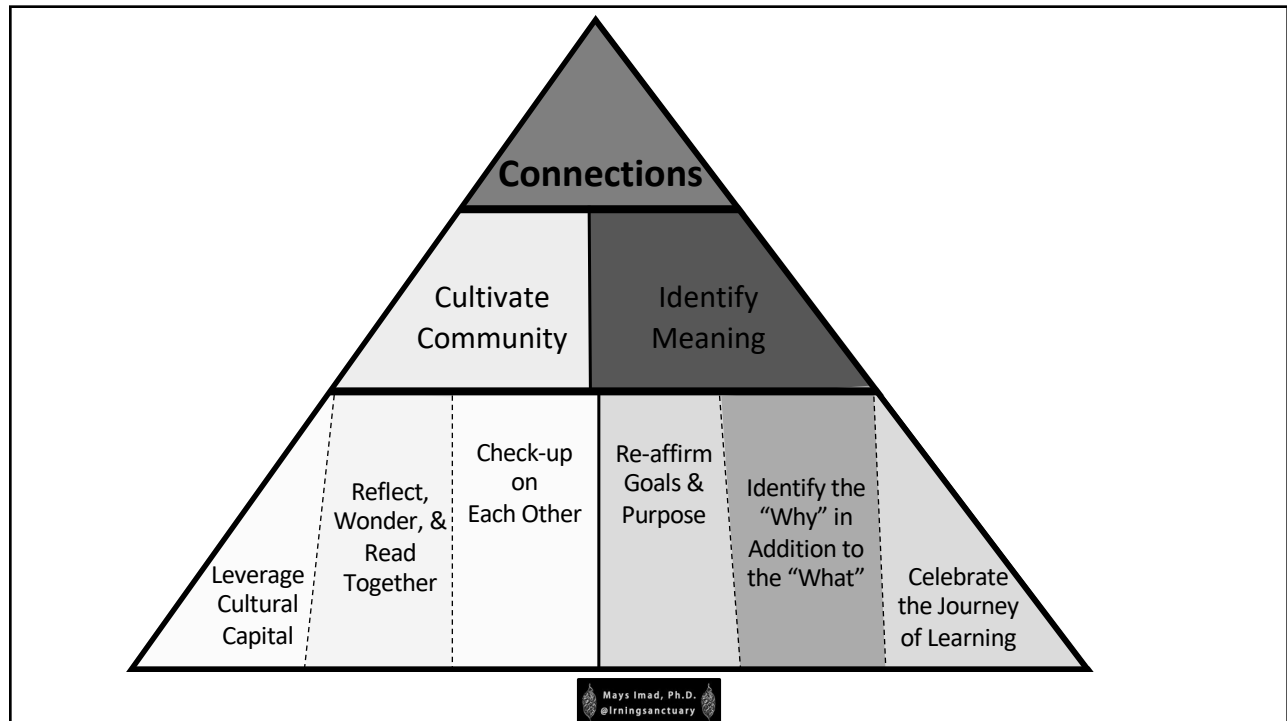 Connections
Cultivate
Community
Identify
Meaning
Leverage
Cultural
Capital
Reflect,
Wonder, &
Read
Together
Check-up
on
Each Other
Re-affirm
Goals &
Purpose
Identify the
“Why” in
Addition to
the “What”
Celebrate
the Journey
of Learning
Mays Imad, Ph.D.
@lrningsanctuary